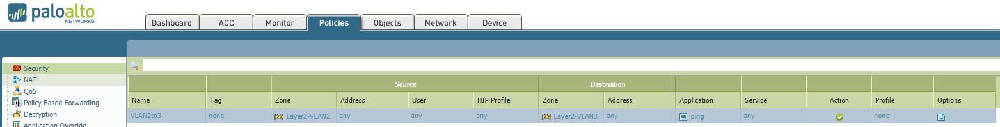 paloalto
NETWORKS
Dashboard ACC Monitor Policies Objects Network Device
Security
NAT
QoS
Policy Based Forwarding
Decryption
Application Override
Source Destination
Name Tag Zone Address User HIP Profile Zone Address Application Service Action Profile Options
VLAN2to3 none Layer2-VLAN2 any any any Layer2-VLAN3 any ping any none